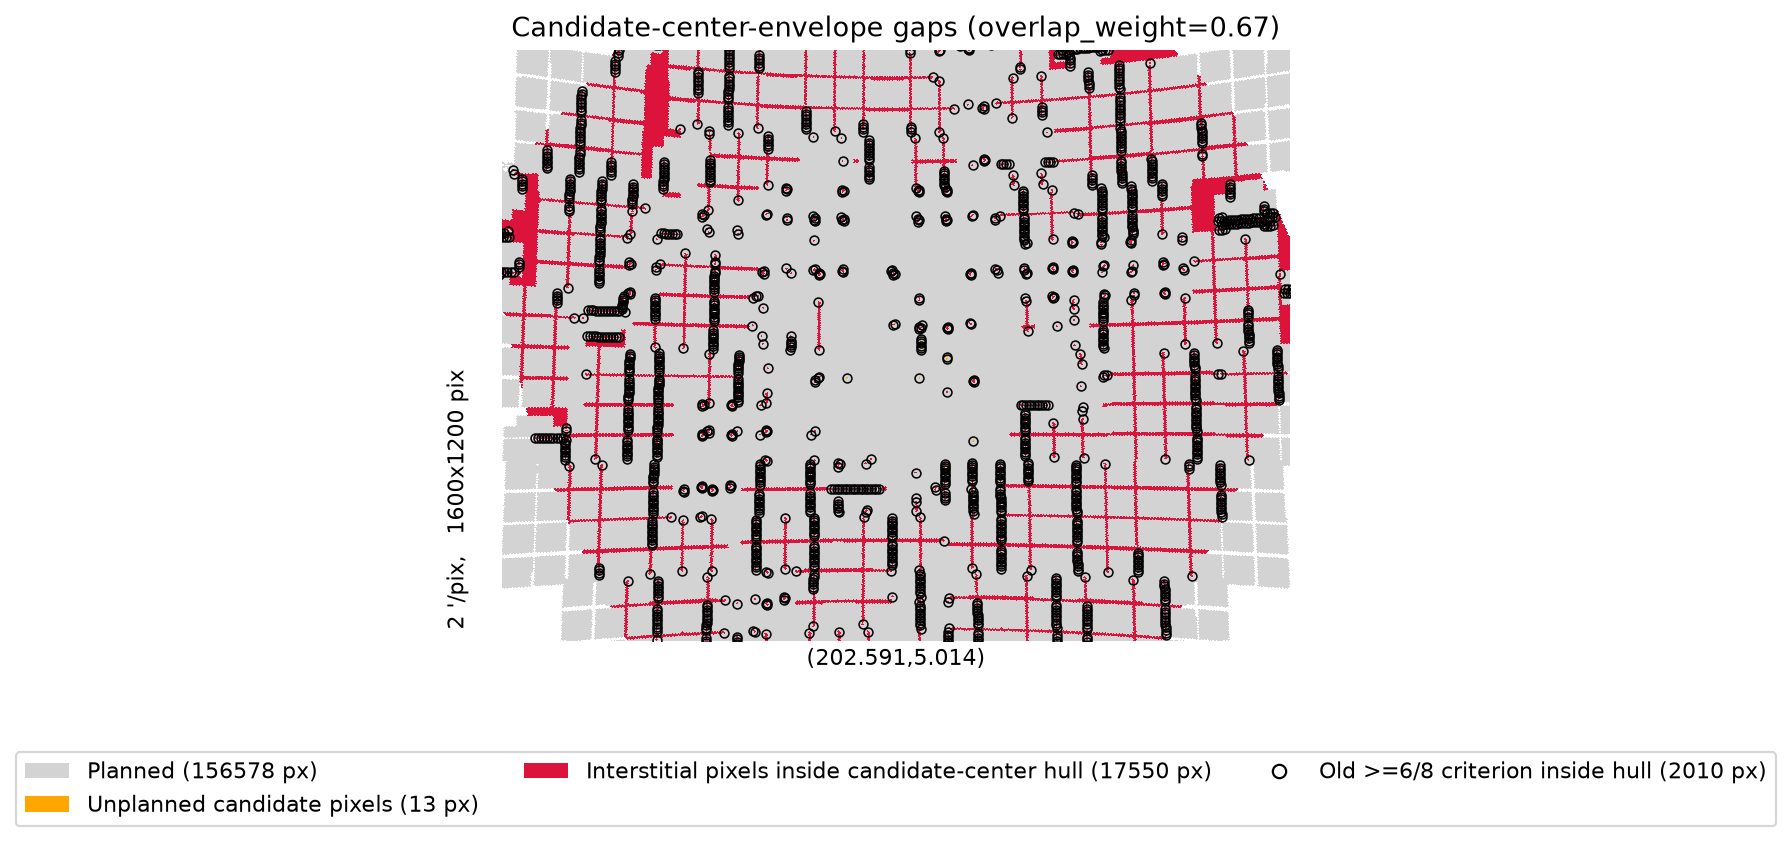 Candidate-center-envelope gaps (overlap_weight=0.67)
2 '/pix,   1600x1200 pix
(202.591,5.014)
Planned (156578 px)
Unplanned candidate pixels (13 px)
Interstitial pixels inside candidate-center hull (17550 px)
Old >=6/8 criterion inside hull (2010 px)